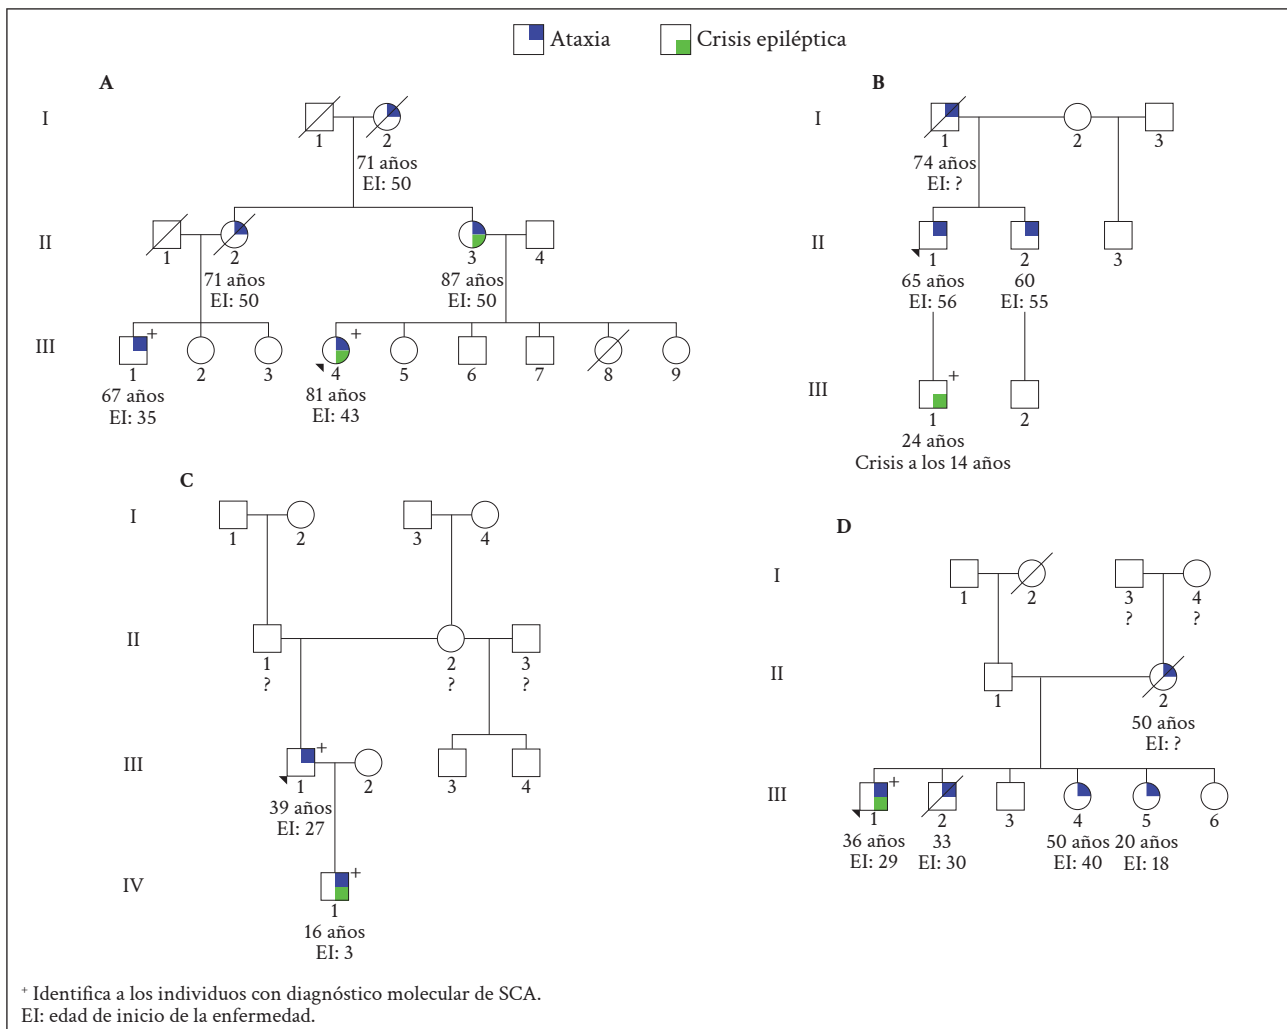 Ataxia
Crisis epiléptica
A
I
1
2
71 años
EI: 50
II
1
2
3
4
71 años
EI: 50
87 años
EI: 50
III
+
+
1
2
3
4
5
6
7
8
9
67 años
EI: 35
81 años
EI: 43
B
I
1
2
3
74 años
EI: ?
II
1
2
3
65 años
EI: 56
60
EI: 55
III
+
1
2
24 años
Crisis a los 14 años
C
I
1
2
3
4
II
1
?
2
?
3
?
III
+
1
2
3
4
39 años
EI: 27
IV
+
1
16 años
EI: 3
D
I
1
2
3
?
4
?
II
1
2
50 años
EI: ?
III
+
1
2
3
4
5
6
36 años
EI: 29
33
EI: 30
50 años
EI: 40
20 años
EI: 18
+ Identifica a los individuos con diagnóstico molecular de SCA.
EI: edad de inicio de la enfermedad.